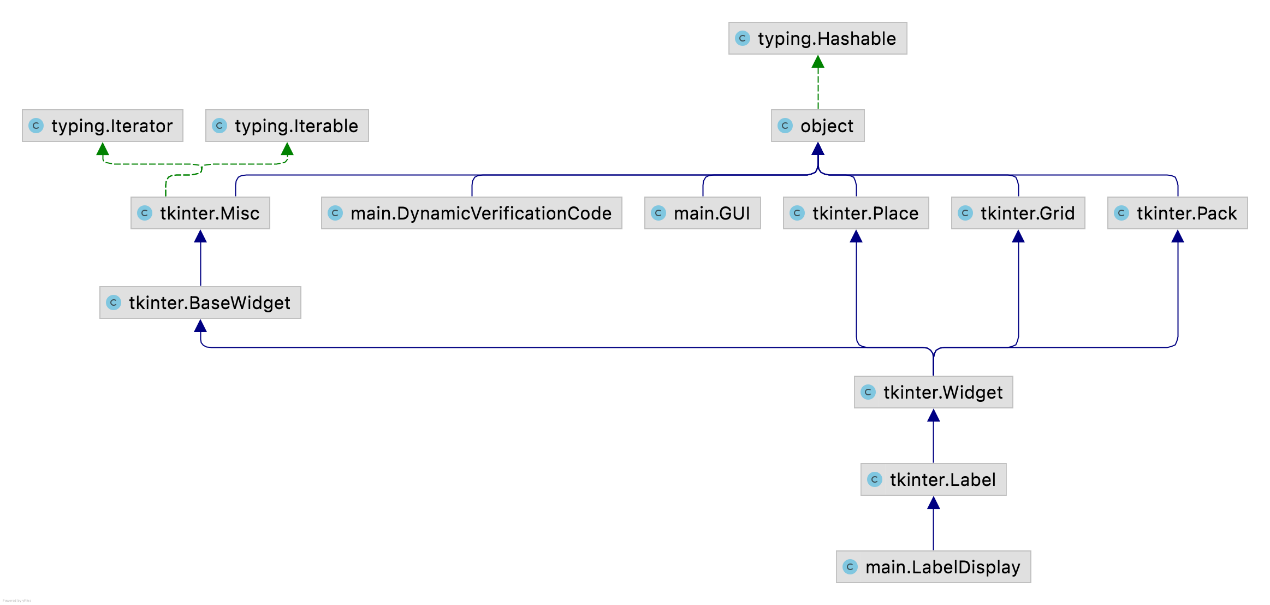 typing.Hashable
typing.Iterator
typing.Iterable
object
tkinter.Misc
main.DynamicVerificationCode
main.GUI
tkinter.Place
tkinter.Grid
tkinter.Pack
tkinter.BaseWidget
tkinter.Widget
tkinter.Label
main.LabelDisplay